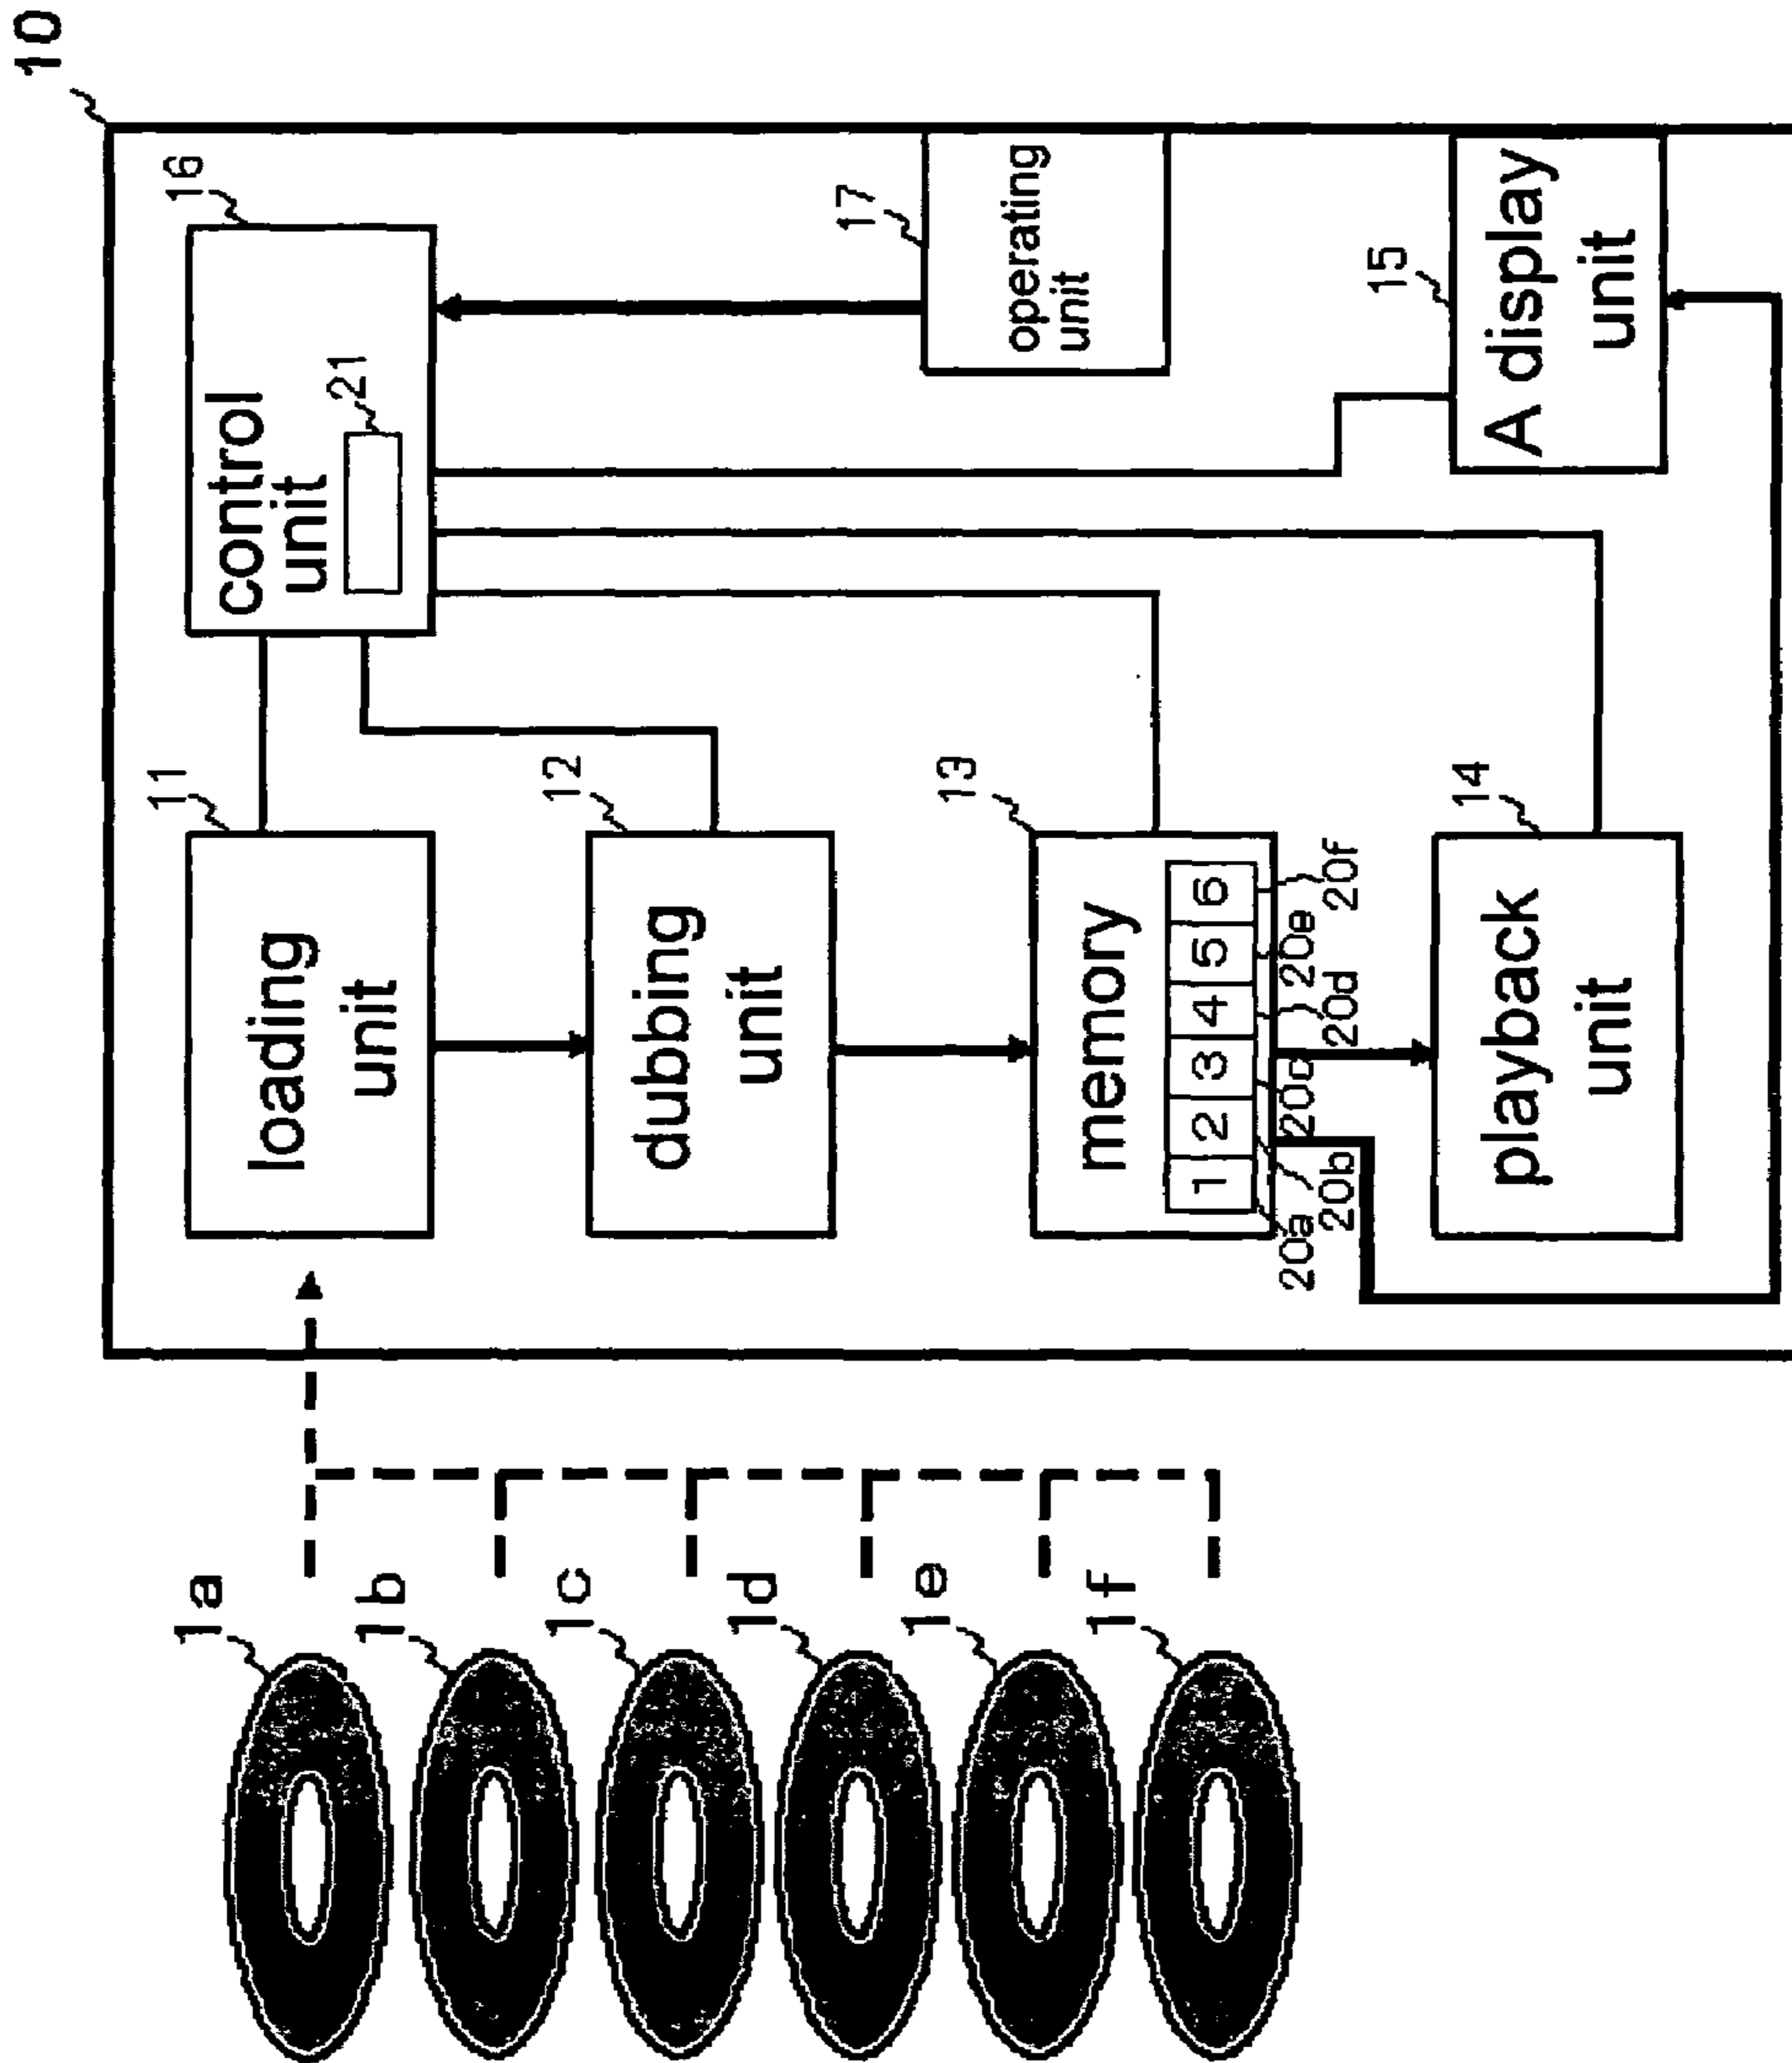 10
1a
1b
1c
1d
1e
1f
11
loading
unit
12
dubbing
unit
13
memory
1 2 3 4 5 6
20a
20b
20c
20d
20e
20f
14
playback
unit
16
control
unit
21
17
operating
unit
15
A display
unit